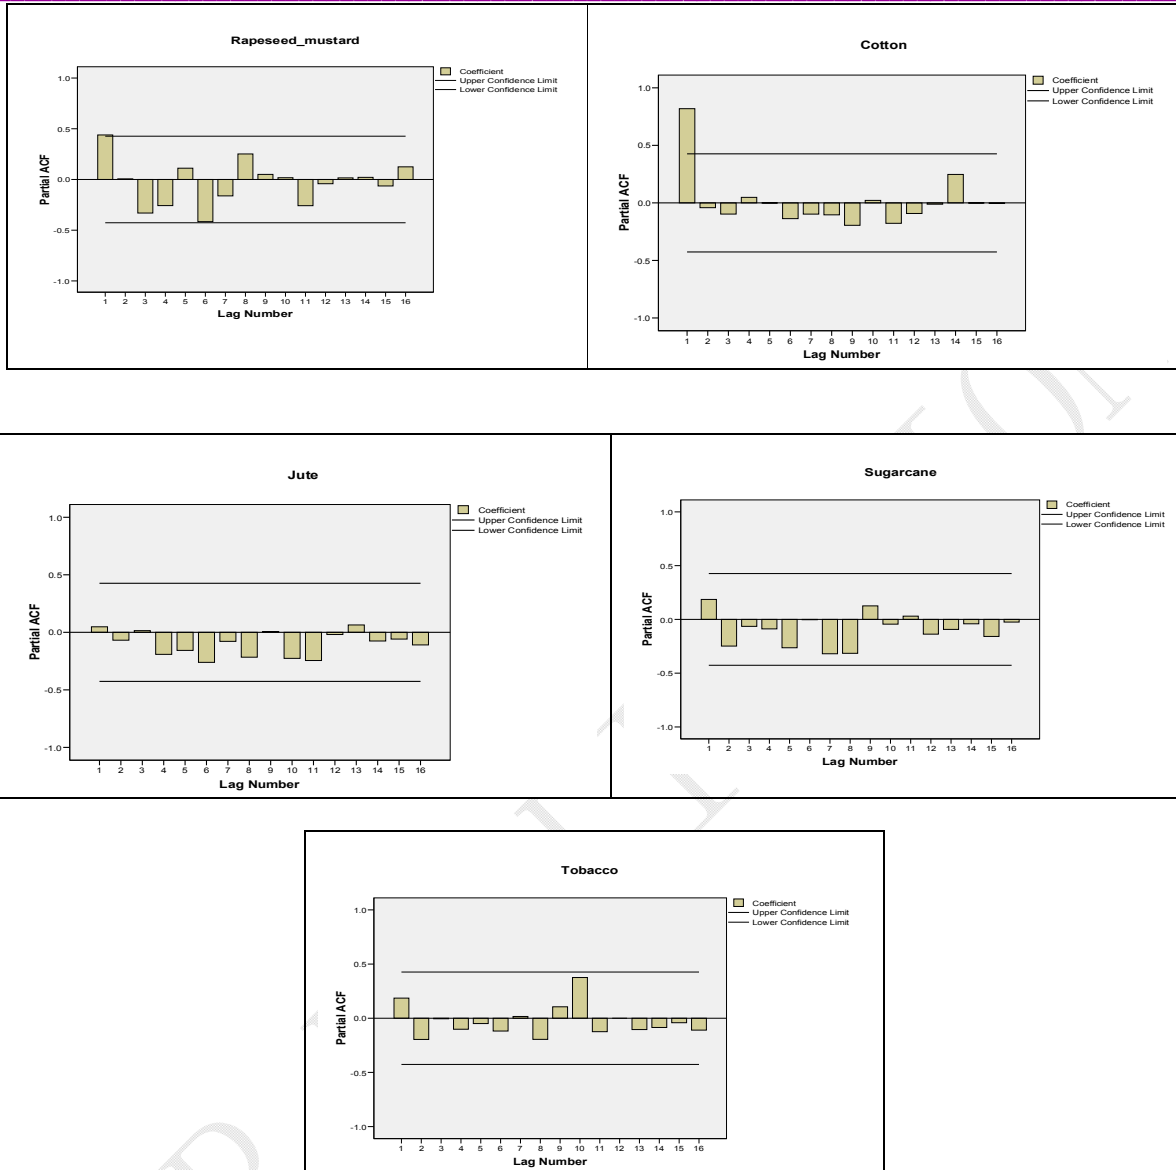 Rapeseed_mustard
Coefficient
Upper Confidence Limit
Lower Confidence Limit
1.0
0.5
0.0
-0.5
-1.0
Partial ACF
1 2 3 4 5 6 7 8 9 10 11 12 13 14 15 16
Lag Number
Cotton
Coefficient
Upper Confidence Limit
Lower Confidence Limit
1.0
0.5
0.0
-0.5
-1.0
Partial ACF
1 2 3 4 5 6 7 8 9 10 11 12 13 14 15 16
Lag Number
Jute
Coefficient
Upper Confidence Limit
Lower Confidence Limit
1.0
0.5
0.0
-0.5
-1.0
Partial ACF
1 2 3 4 5 6 7 8 9 10 11 12 13 14 15 16
Lag Number
Sugarcane
Coefficient
Upper Confidence Limit
Lower Confidence Limit
1.0
0.5
0.0
-0.5
-1.0
Partial ACF
1 2 3 4 5 6 7 8 9 10 11 12 13 14 15 16
Lag Number
Tobacco
Coefficient
Upper Confidence Limit
Lower Confidence Limit
1.0
0.5
0.0
-0.5
-1.0
Partial ACF
1 2 3 4 5 6 7 8 9 10 11 12 13 14 15 16
Lag Number